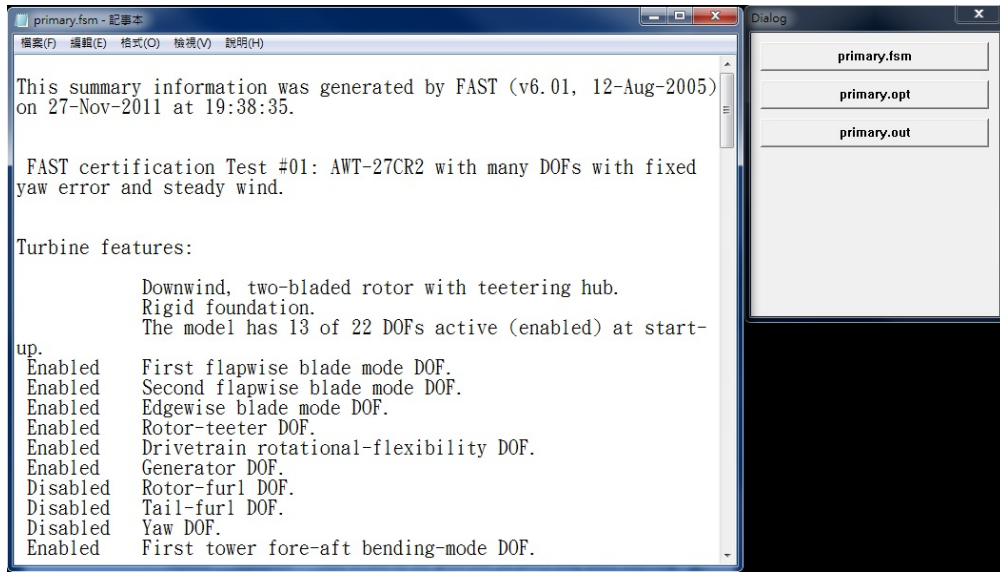 primary.fsm - 記事本
檔案(F) 編輯(E) 格式(O) 檢視(V) 說明(H)
This summary information was generated by FAST (v6.01, 12-Aug-2005)
on 27-Nov-2011 at 19:38:35.
FAST certification Test #01: AWT-27CR2 with many DOFs with fixed
yaw error and steady wind.
Turbine features:
Downwind, two-bladed rotor with teetering hub.
Rigid foundation.
The model has 13 of 22 DOFs active (enabled) at start-
up.
Enabled First flapwise blade mode DOF.
Enabled Second flapwise blade mode DOF.
Enabled Edgewise blade mode DOF.
Enabled Rotor-teeter DOF.
Enabled Drivetrain rotational-flexibility DOF.
Enabled Generator DOF.
Disabled Rotor-furl DOF.
Disabled Tail-furl DOF.
Disabled Yaw DOF.
Enabled First tower fore-aft bending-mode DOF.
Dialog
primary.fsm
primary.opt
primary.out